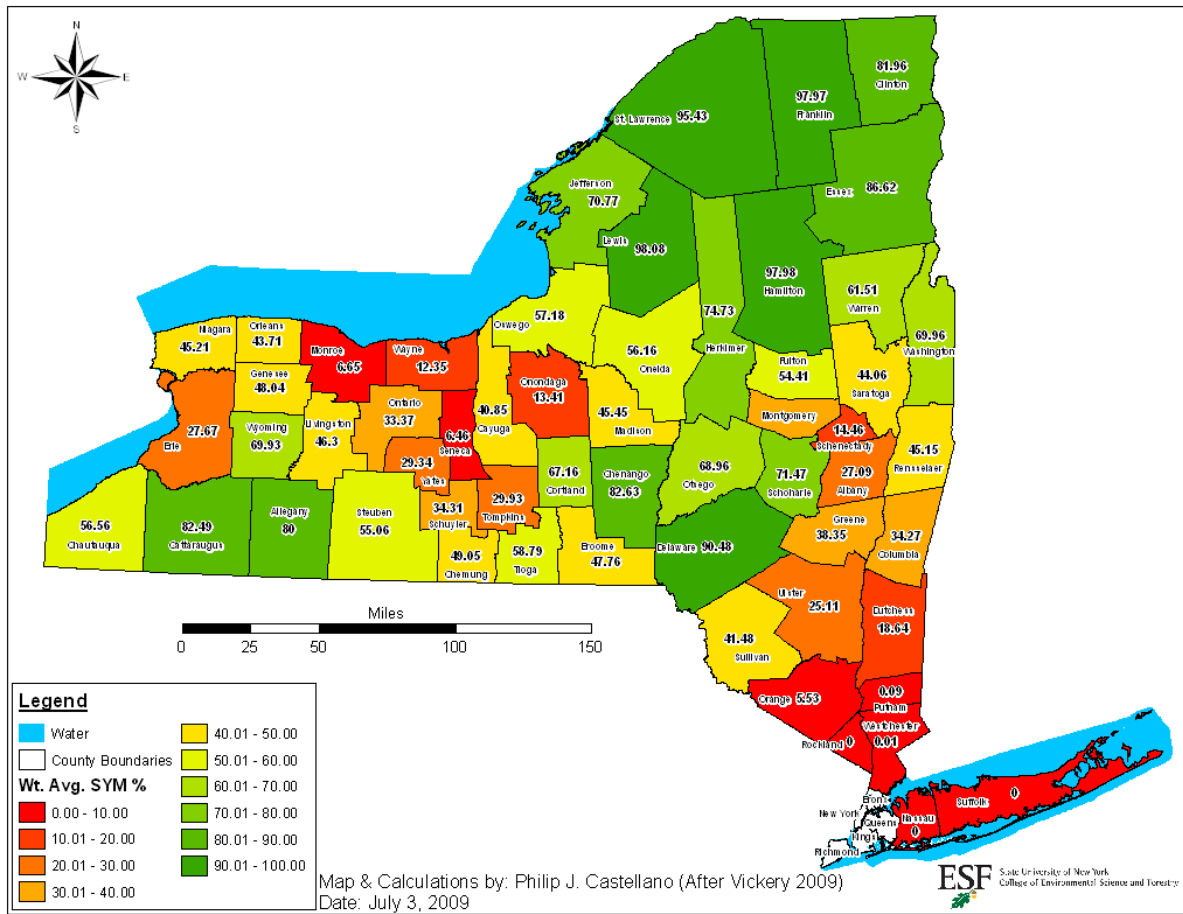 N
W E
S
81.96
Clinton
97.97
Franklin
St. Lawrence 95.43
86.62
Essex
Jefferson
70.77
Lewis
98.08
97.98
Hamilton
61.51
Warren
69.96
Washington
74.73
Herkimer
57.18
Oswego
56.16
Oneida
Fulton
54.41
44.06
Saratoga
Niagara
45.21
Orleans
43.71
Monroe
6.65
Wayne
12.35
Genesee
48.04
Onondaga
13.41
40.85
Cayuga
45.45
Madison
Montgomery
14.46
Schenectady
45.15
Rensselaer
27.67
Erie
Wyoming
69.93
Livingston
46.3
Ontario
33.37
6.46
Seneca
29.34
Yates
67.16
Cortland
Chenango
82.63
68.96
Otsego
71.47
Schoharie
27.09
Albany
56.56
Chautauqua
82.49
Cattaraugus
Allegany
80
Steuben
55.06
34.31
Schuyler
29.93
Tompkins
49.05
Chemung
58.79
Tioga
Broome
47.76
Delaware 90.48
Greene
38.35
34.27
Columbia
Ulster
25.11
Dutchess
18.64
41.48
Sullivan
Orange 5.53
0.09
Putnam
Westchester
0.01
Rockland 0
Bronx
New York
Queens
Kings
Richmond
Nassau
0
Suffolk 0
Miles
0 25 50 100 150
Legend
Water
County Boundaries
Wt. Avg. SYM %
0.00 - 10.00
10.01 - 20.00
20.01 - 30.00
30.01 - 40.00
40.01 - 50.00
50.01 - 60.00
60.01 - 70.00
70.01 - 80.00
80.01 - 90.00
90.01 - 100.00
Map & Calculations by: Philip J. Castellano (After Vickery 2009)
Date: July 3, 2009
ESF
State University of New York
College of Environmental Science and Forestry